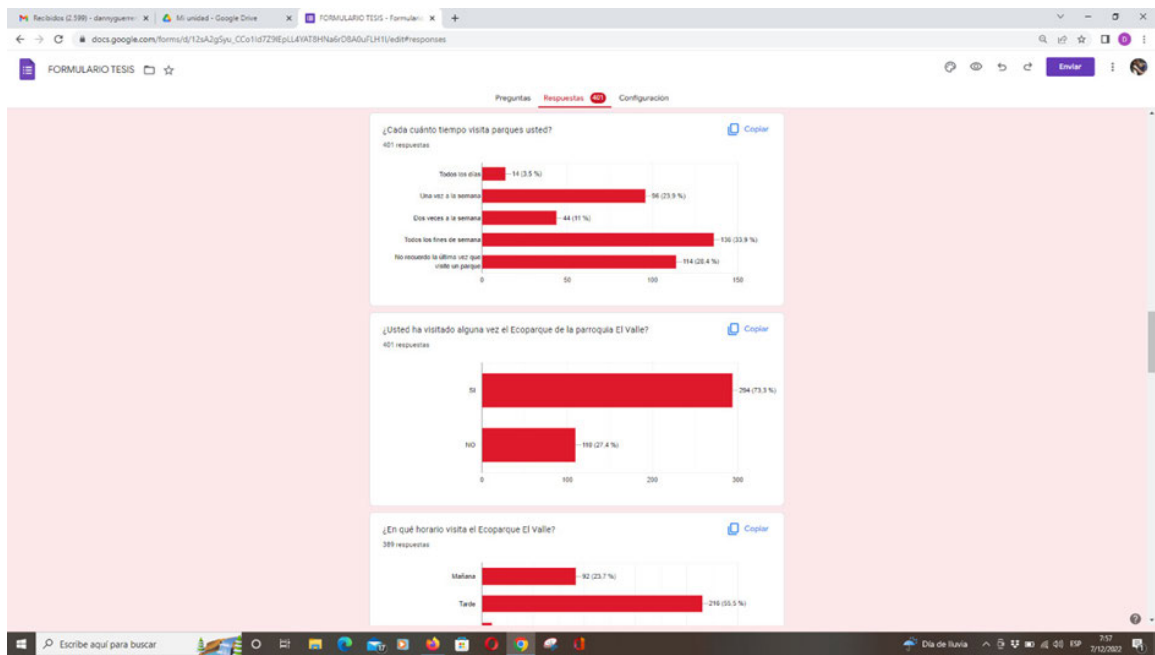 Recibidos (2.599) - dannyguerre
Mi unidad - Google Drive
FORMULARIO TESIS - Formulari
docs.google.com/forms/d/12sA2gSyu_CCo1Id7Z9IEpLL4YAT8HNa6rD8A0uFLH1I/edit#responses
FORMULARIO TESIS
Enviar
Preguntas Respuestas 401 Configuración
¿Cada cuánto tiempo visita parques usted?
Copiar
401 respuestas
Todos los días 14 (3.5 %)
Una vez a la semana 96 (23,9 %)
Dos veces a la semana 44 (11 %)
Todos los fines de semana 136 (33,9 %)
No recuerdo la última vez que
visite un parque
114 (28.4 %)
0 50 100 150
¿Usted ha visitado alguna vez el Ecoparque de la parroquia El Valle?
Copiar
401 respuestas
SI 294 (73,3 %)
NO 110 (27.4 %)
0 100 200 300
¿En qué horario visita el Ecoparque El Valle?
Copiar
389 respuestas
Mañana 92 (23.7 %)
Tarde 216 (55,5 %)
Escribe aquí para buscar
Día de lluvia
ESP
7:57
7/12/2022